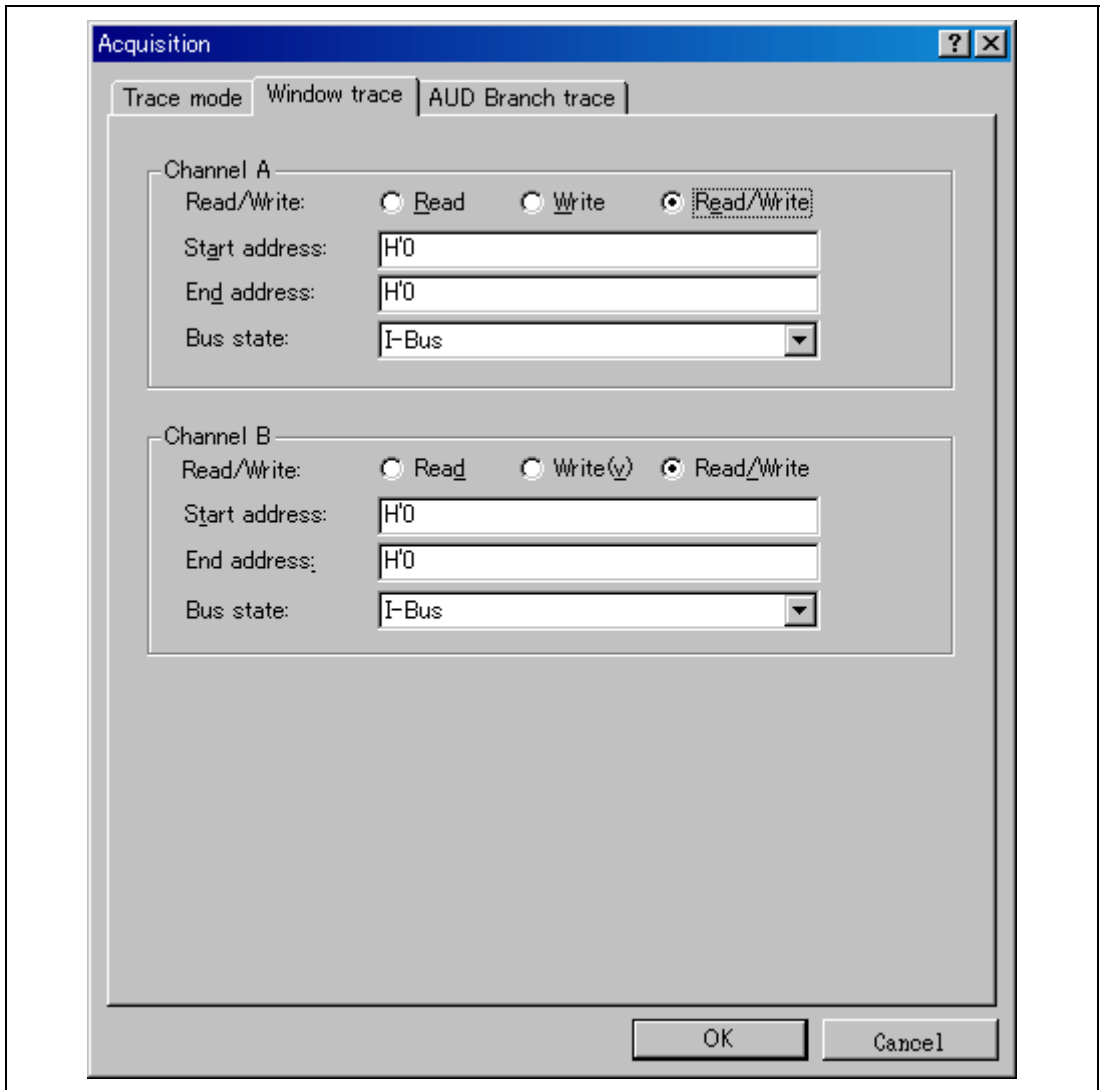 Acquisition
Trace mode Window trace AUD Branch trace
Channel A
Read/Write: Read Write Read/Write
Start address: H'0
End address: H'0
Bus state: I-Bus
Channel B
Read/Write: Read Write(v) Read/Write
Start address: H'0
End address: H'0
Bus state: I-Bus
OK Cancel